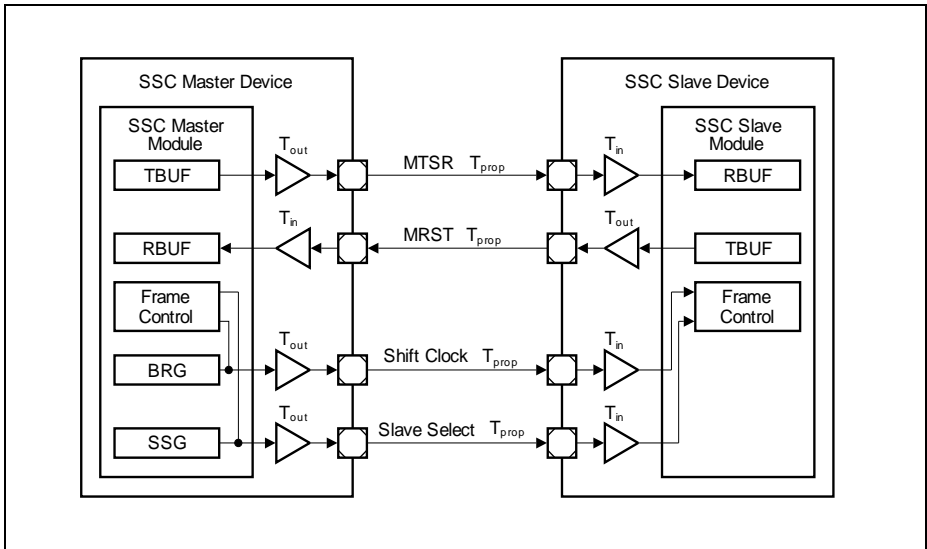 SSC Master Device
SSC Slave Device
SSC Master
Module
SSC Slave
Module
Tout
Tin
TBUF
MTSR Tprop
RBUF
Tin
Tout
RBUF
MRST Tprop
TBUF
Frame
Control
Frame
Control
Tout
Tin
BRG
Shift Clock Tprop
Tout
Tin
SSG
Slave Select Tprop